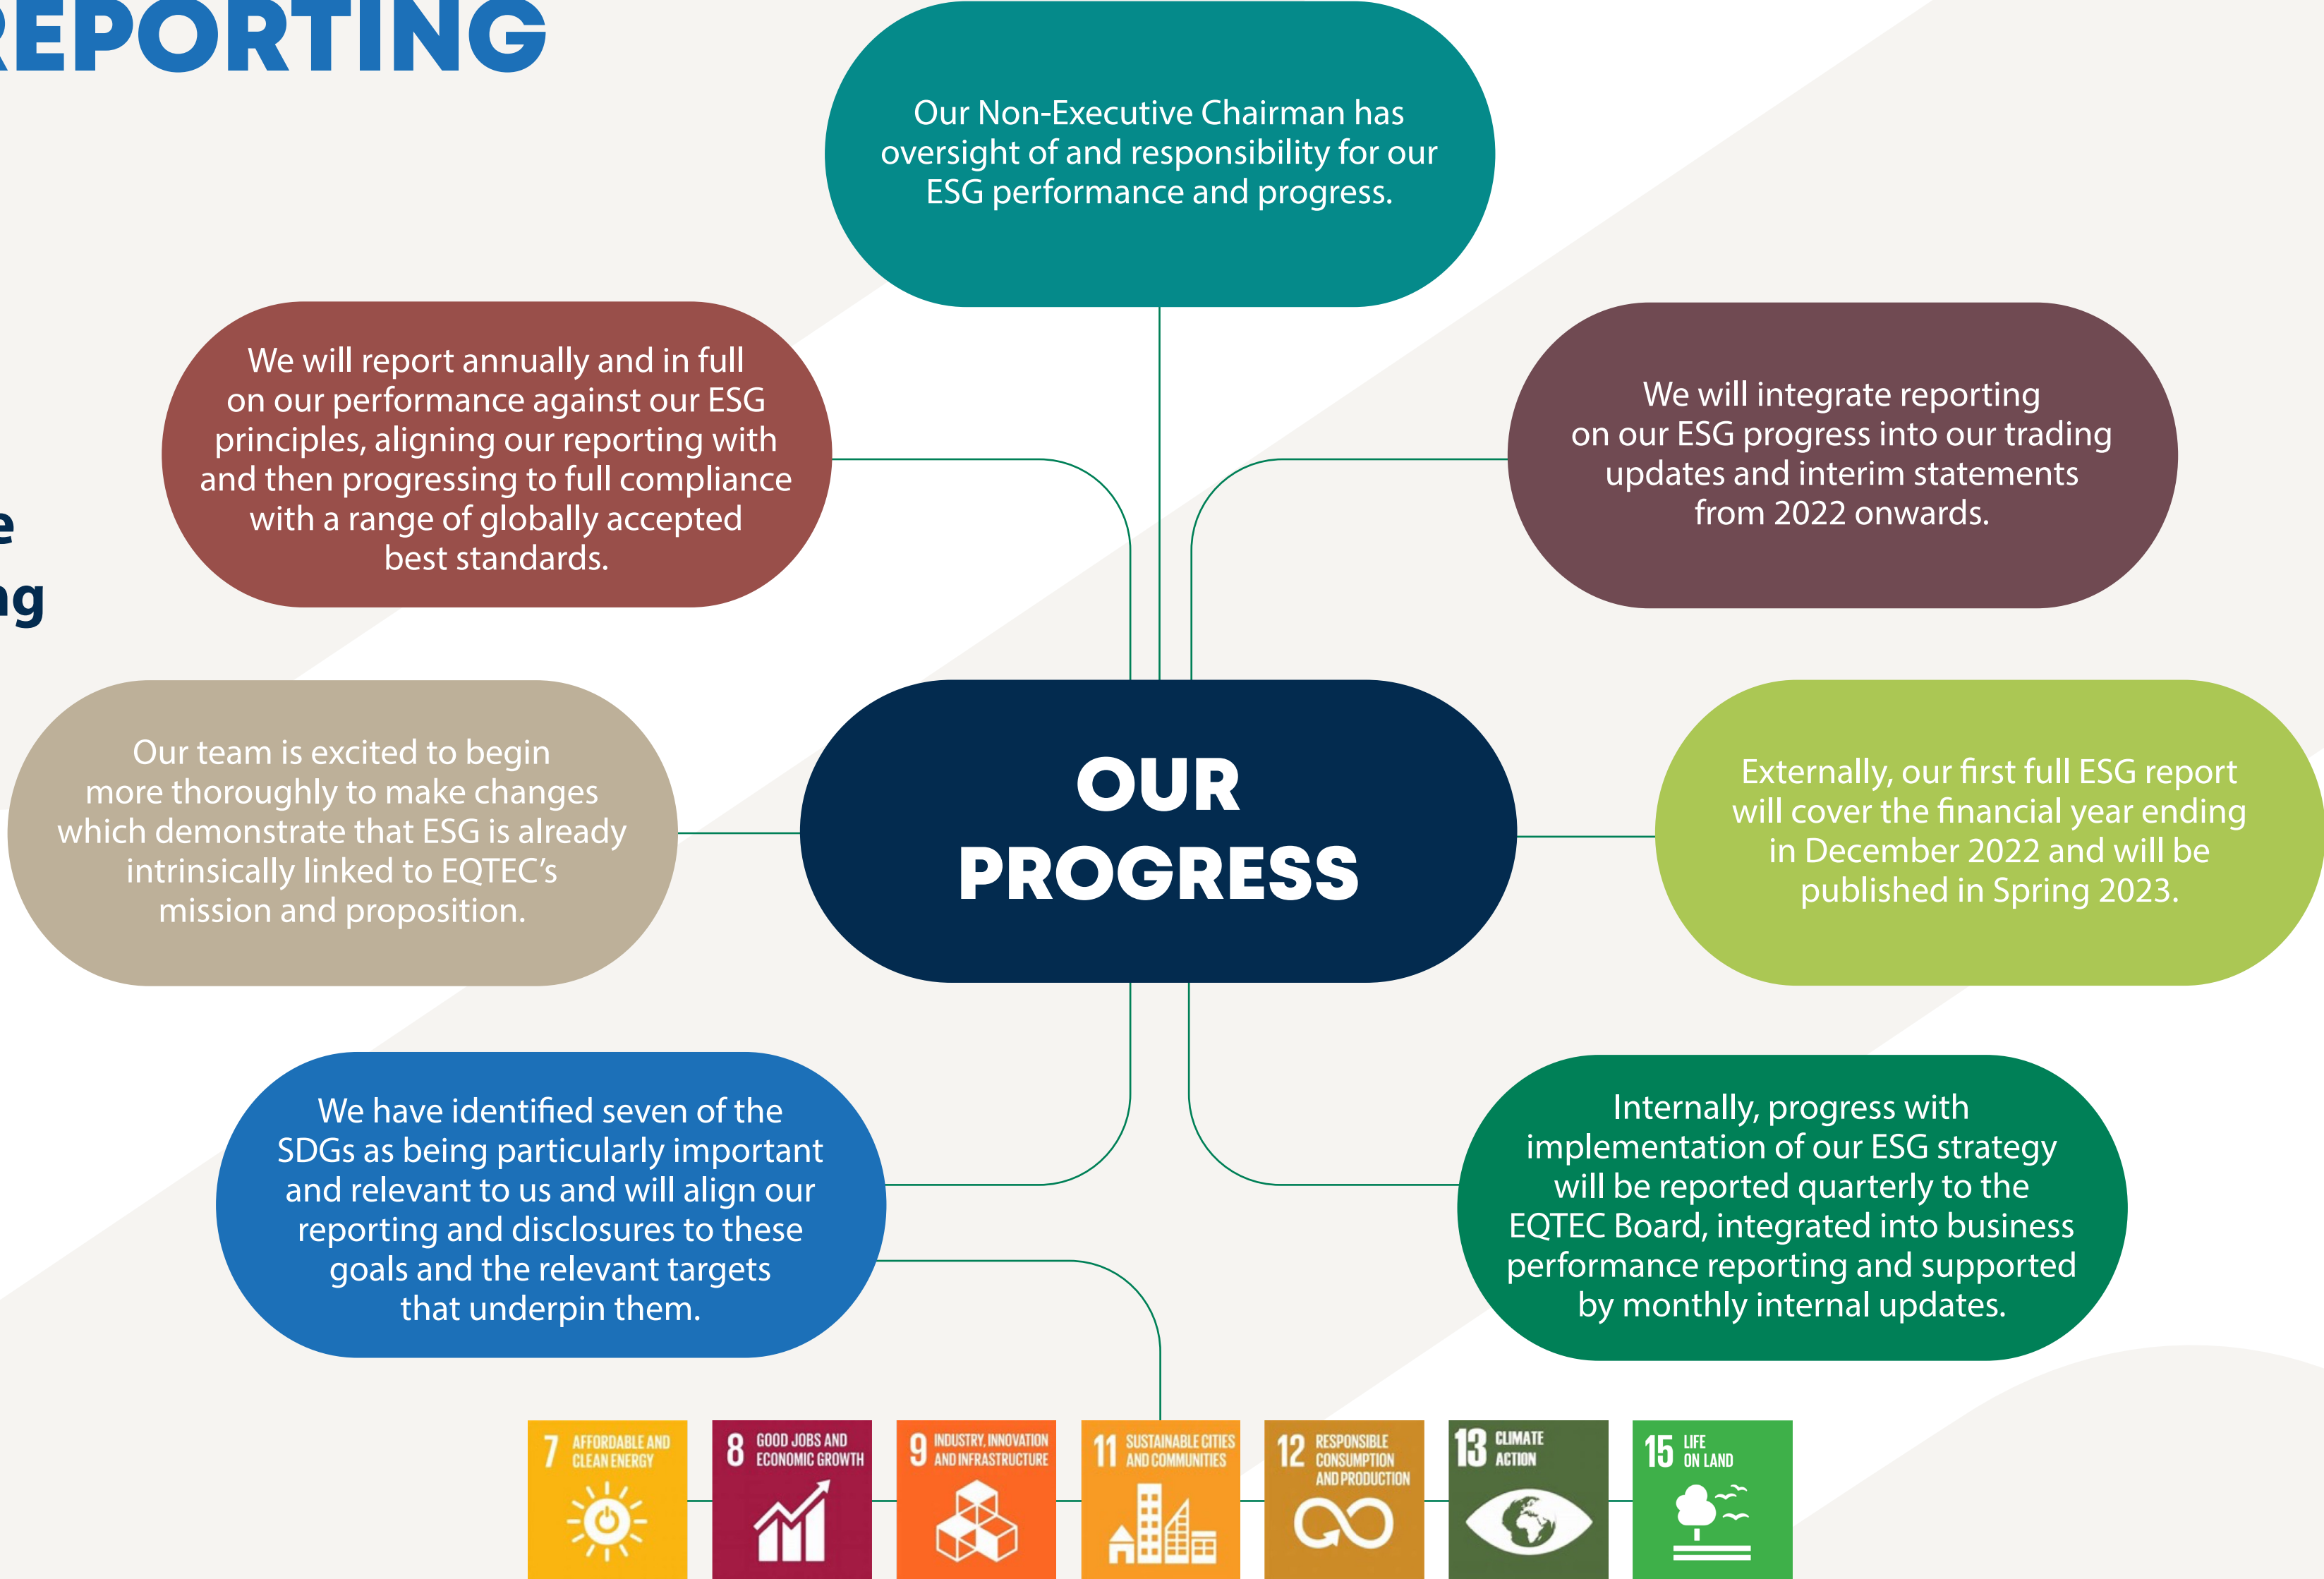 REPORTING
Our Non-Executive Chairman has
oversight of and responsibility for our
ESG performance and progress.
We will report annually and in full
on our performance against our ESG
principles, aligning our reporting with
and then progressing to full compliance
with a range of globally accepted
best standards.
We will integrate reporting
on our ESG progress into our trading
updates and interim statements
from 2022 onwards.
e
ng
Our team is excited to begin
more thoroughly to make changes
which demonstrate that ESG is already
intrinsically linked to EQTEC’s
mission and proposition.
OUR
PROGRESS
Externally, our first full ESG report
will cover the financial year ending
in December 2022 and will be
published in Spring 2023.
We have identified seven of the
SDGs as being particularly important
and relevant to us and will align our
reporting and disclosures to these
goals and the relevant targets
that underpin them.
Internally, progress with
implementation of our ESG strategy
will be reported quarterly to the
EQTEC Board, integrated into business
performance reporting and supported
by monthly internal updates.
7 AFFORDABLE AND
CLEAN ENERGY
8 GOOD JOBS AND
ECONOMIC GROWTH
9 INDUSTRY, INNOVATION
AND INFRASTRUCTURE
11 SUSTAINABLE CITIES
AND COMMUNITIES
12 RESPONSIBLE
CONSUMPTION
AND PRODUCTION
13 CLIMATE
ACTION
15 LIFE
ON LAND